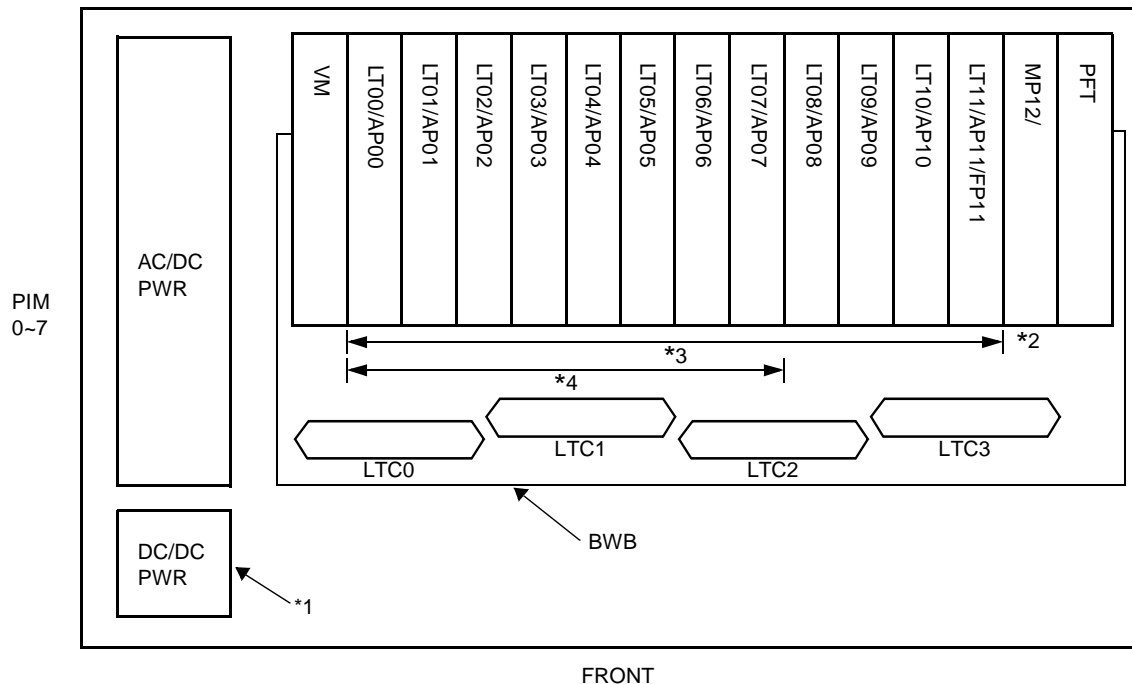 VM
LT00/AP00
LT01/AP01
LT02/AP02
LT03/AP03
LT04/AP04
LT05/AP05
LT06/AP06
LT07/AP07
LT08/AP08
LT09/AP09
LT10/AP10
LT11/AP11/FP11
MP12/
PFT
AC/DC
PWR
PIM
0~7
*2
*3
*4
LTC0
LTC1
LTC2
LTC3
BWB
DC/DC
PWR
*1
FRONT